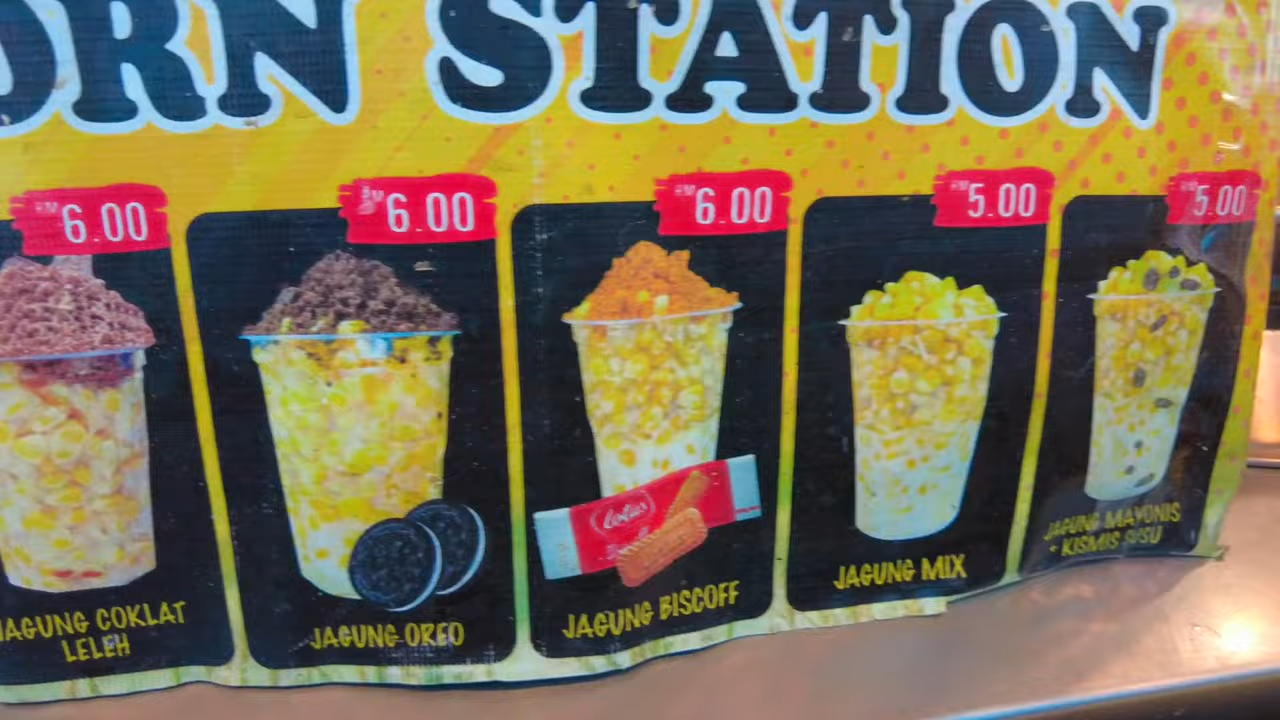 ORN STATION
RM 6.00
RM 6.00
RM 6.00
RM 5.00
RM 5.00
Lotus
JAGUNG COKLAT
LELEH
JAGUNG OREO
JAGUNG BISCOFF
JAGUNG MIX
JAGUNG MAYONIS
+ KISMIS SUSU